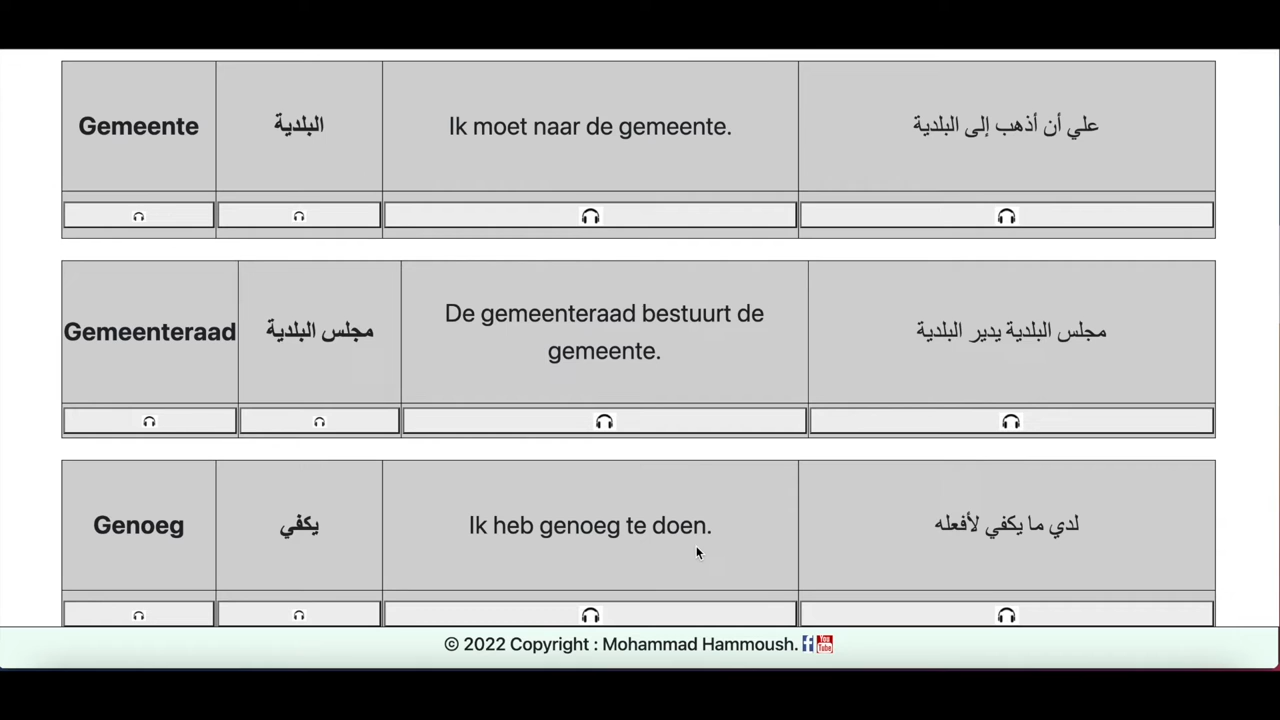 Gemeente
البلدية
Ik moet naar de gemeente.
علي أن أذهب إلى البلدية
Gemeenteraad
مجلس البلدية
De gemeenteraad bestuurt de
gemeente.
مجلس البلدية يدير البلدية
Genoeg
يكفي
Ik heb genoeg te doen.
لدي ما يكفي لأفعله
© 2022 Copyright : Mohammad Hammoush.
You
Tube